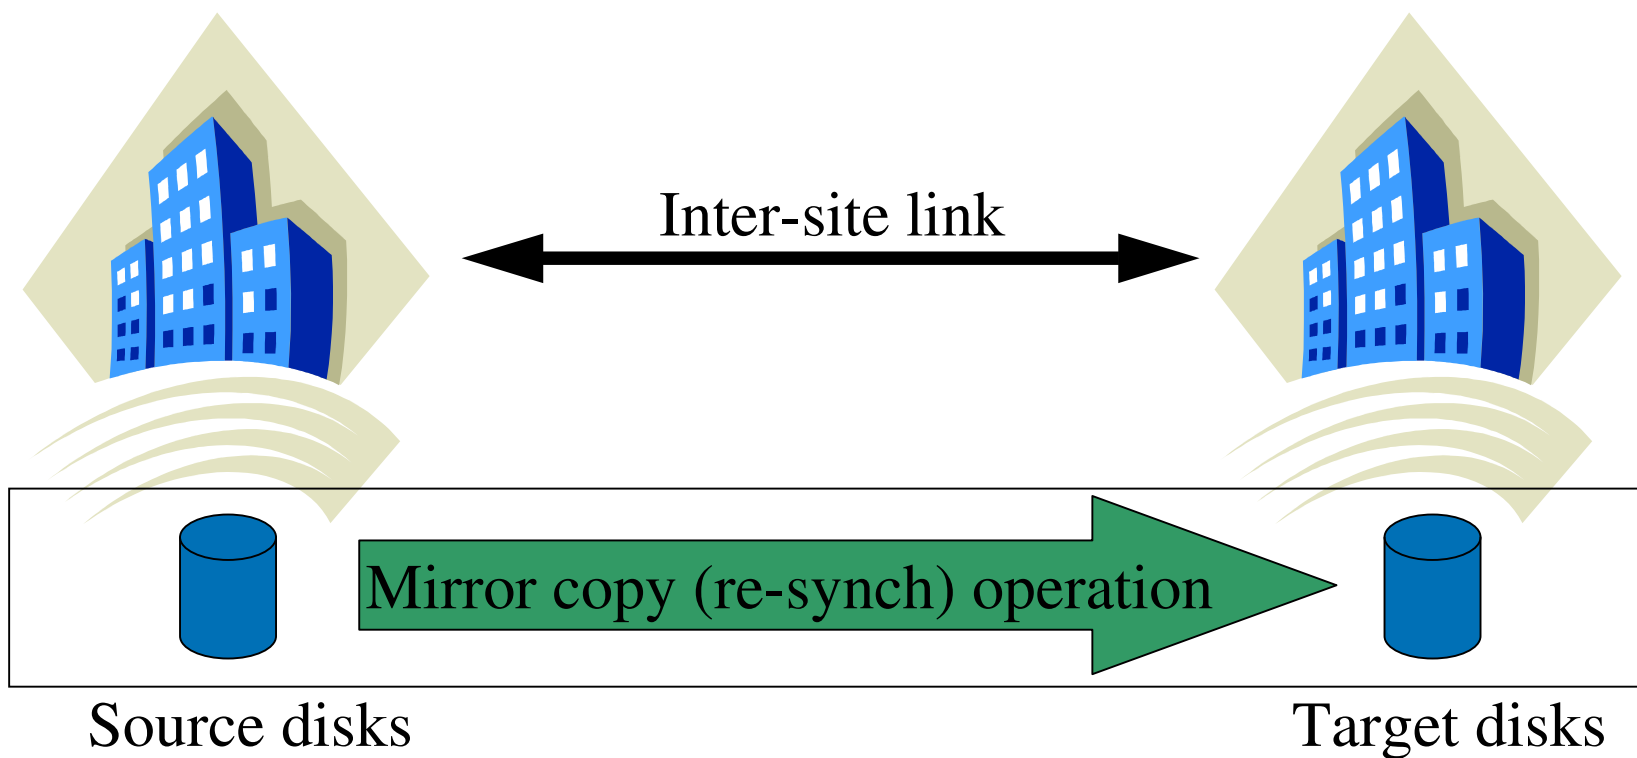 Inter-site link
Mirror copy (re-synch) operation
Source disks
Target disks